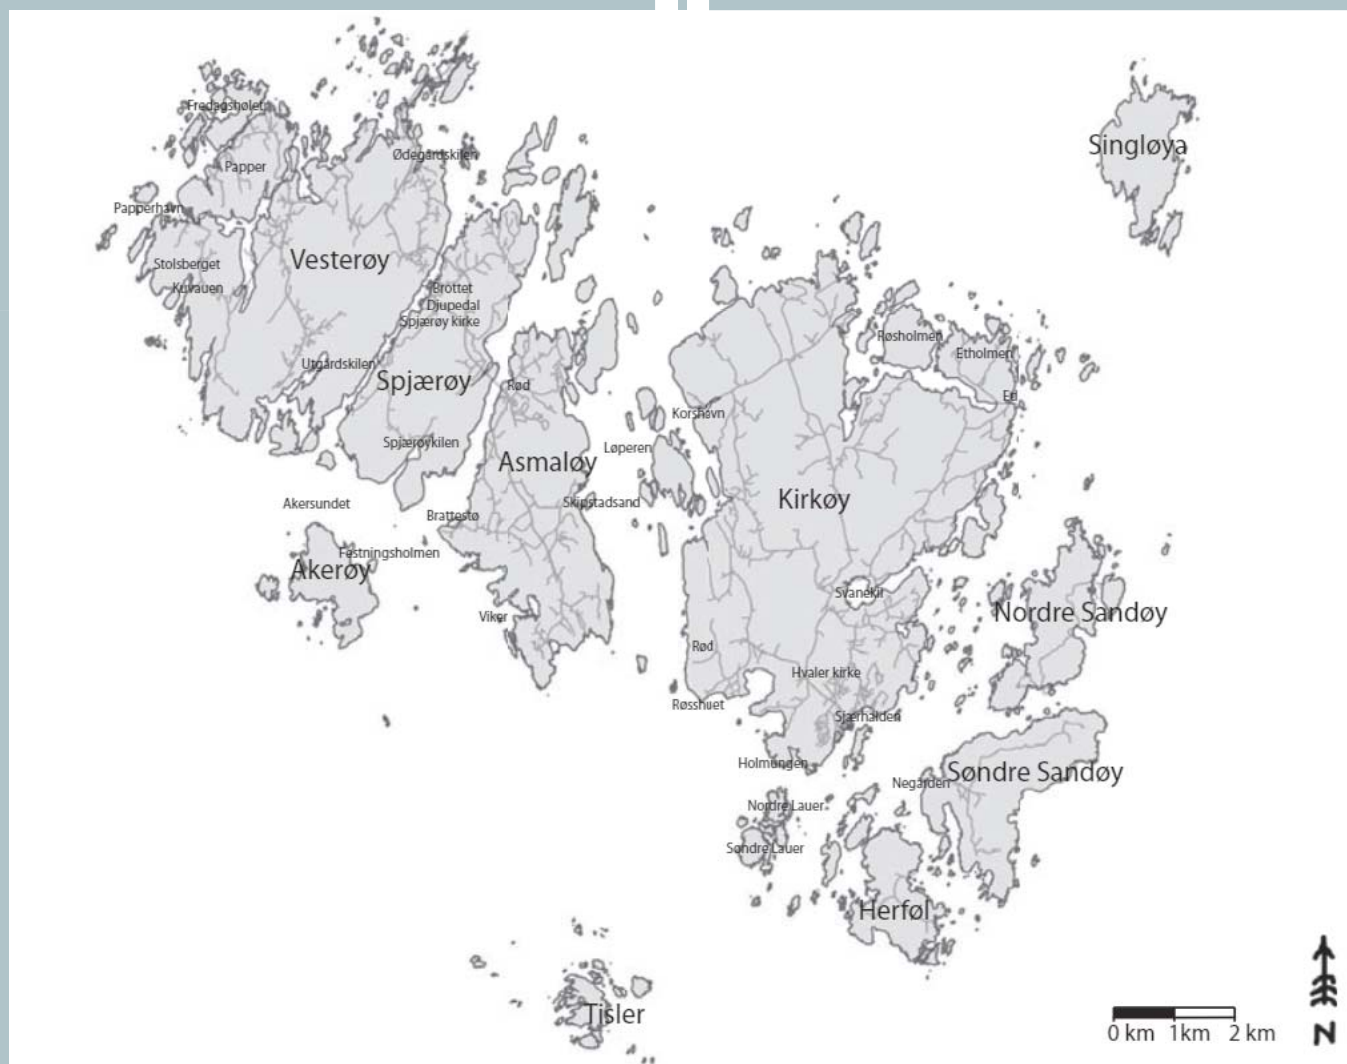 Fredagshølet
Singløya
Ødegårdskilen
Papper
Papperhavn
Vesterøy
Stolsberget
Kuvauen
Brottet
Djupedal
Spjærøy kirke
Røsholmen
Etholmen
Utgårdskilen
Spjærøy
Rød
Ed
Korshavn
Spjærøykilen
Løperen
Asmaløy
Kirkøy
Akersundet
Skipstadsand
Brattestø
Festningsholmen
Akerøy
Svanekil
Viker
Nordre Sandøy
Rød
Hvaler kirke
Røsshuet
Sjærhalden
Holmungen
Søndre Sandøy
Negarden
Nordre Lauer
Søndre Lauer
Herføl
Tisler
0 km 1km 2 km
N